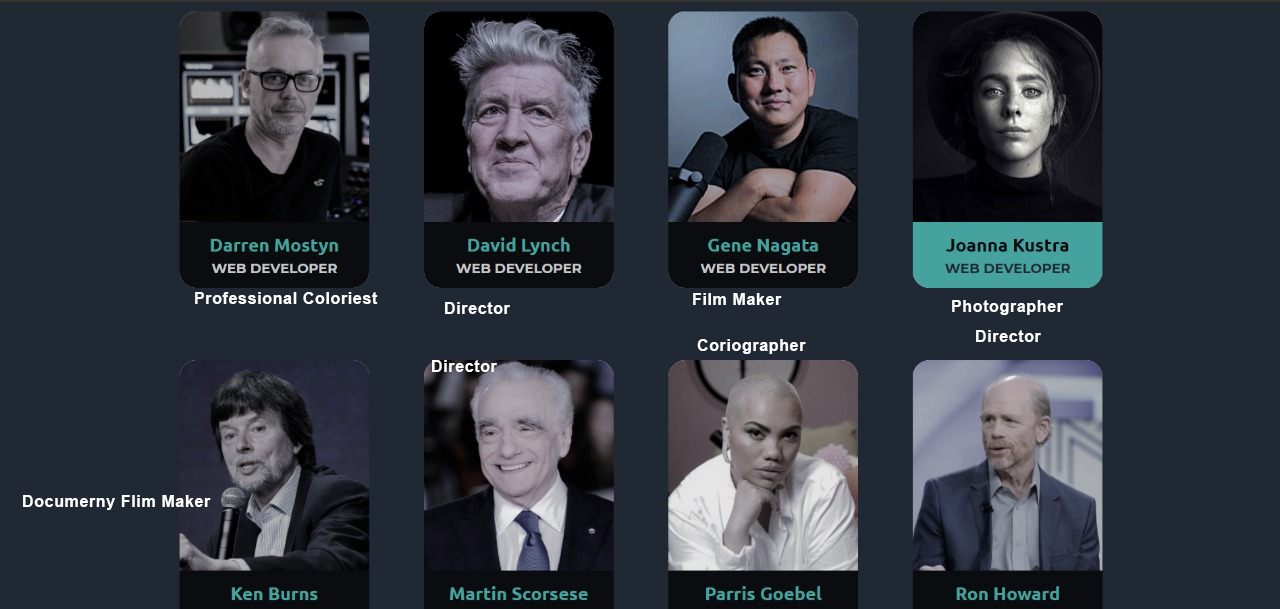 Darren Mostyn
WEB DEVELOPER
Professional Coloriest
David Lynch
WEB DEVELOPER
Director
Gene Nagata
WEB DEVELOPER
Film Maker
Joanna Kustra
WEB DEVELOPER
Photographer
Documerny Flim Maker
Ken Burns
Director
Martin Scorsese
Coriographer
Parris Goebel
Director
Ron Howard